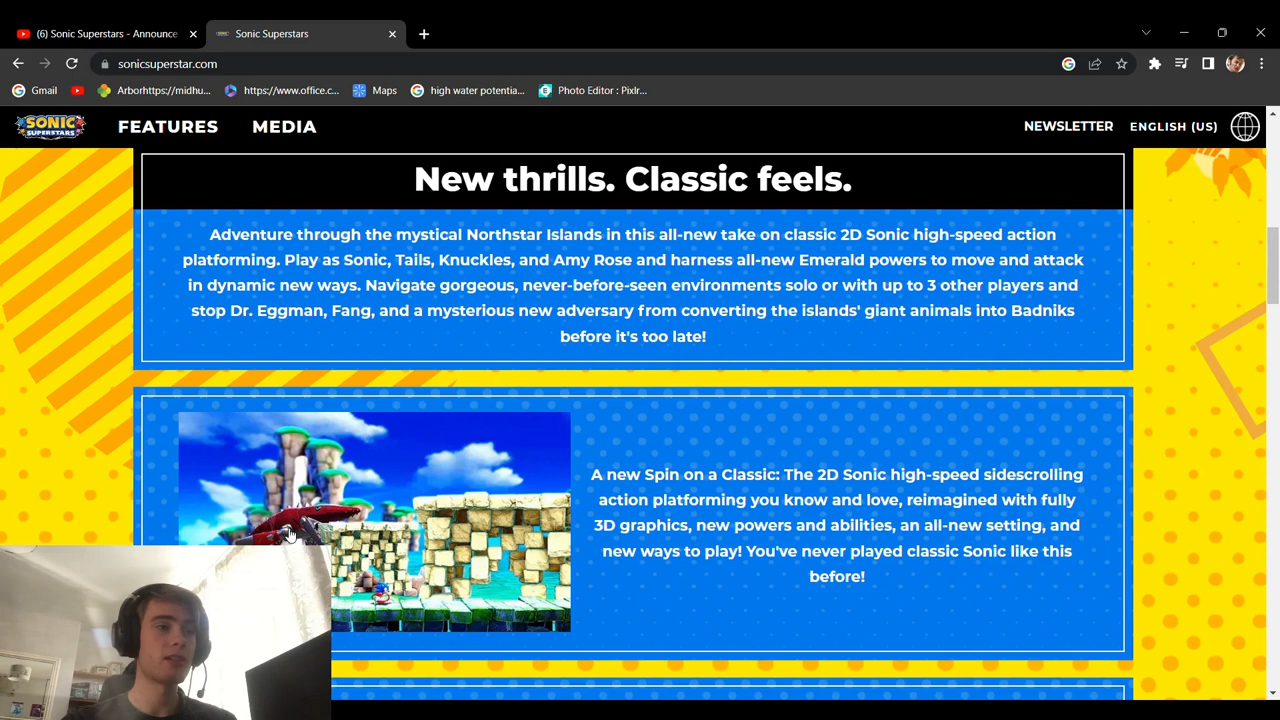 (6) Sonic Superstars - Announce
Sonic Superstars
sonicsuperstar.com
Gmail
Arborhttps://midhu...
https://www.office.c...
Maps
high water potentia...
Photo Editor : Pixlr...
SONIC SUPERSTARS
FEATURES
MEDIA
NEWSLETTER
ENGLISH (US)
New thrills. Classic feels.
Adventure through the mystical Northstar Islands in this all-new take on classic 2D Sonic high-speed action
platforming. Play as Sonic, Tails, Knuckles, and Amy Rose and harness all-new Emerald powers to move and attack
in dynamic new ways. Navigate gorgeous, never-before-seen environments solo or with up to 3 other players and
stop Dr. Eggman, Fang, and a mysterious new adversary from converting the islands' giant animals into Badniks
before it's too late!
A new Spin on a Classic: The 2D Sonic high-speed sidescrolling
action platforming you know and love, reimagined with fully
3D graphics, new powers and abilities, an all-new setting, and
new ways to play! You've never played classic Sonic like this
before!